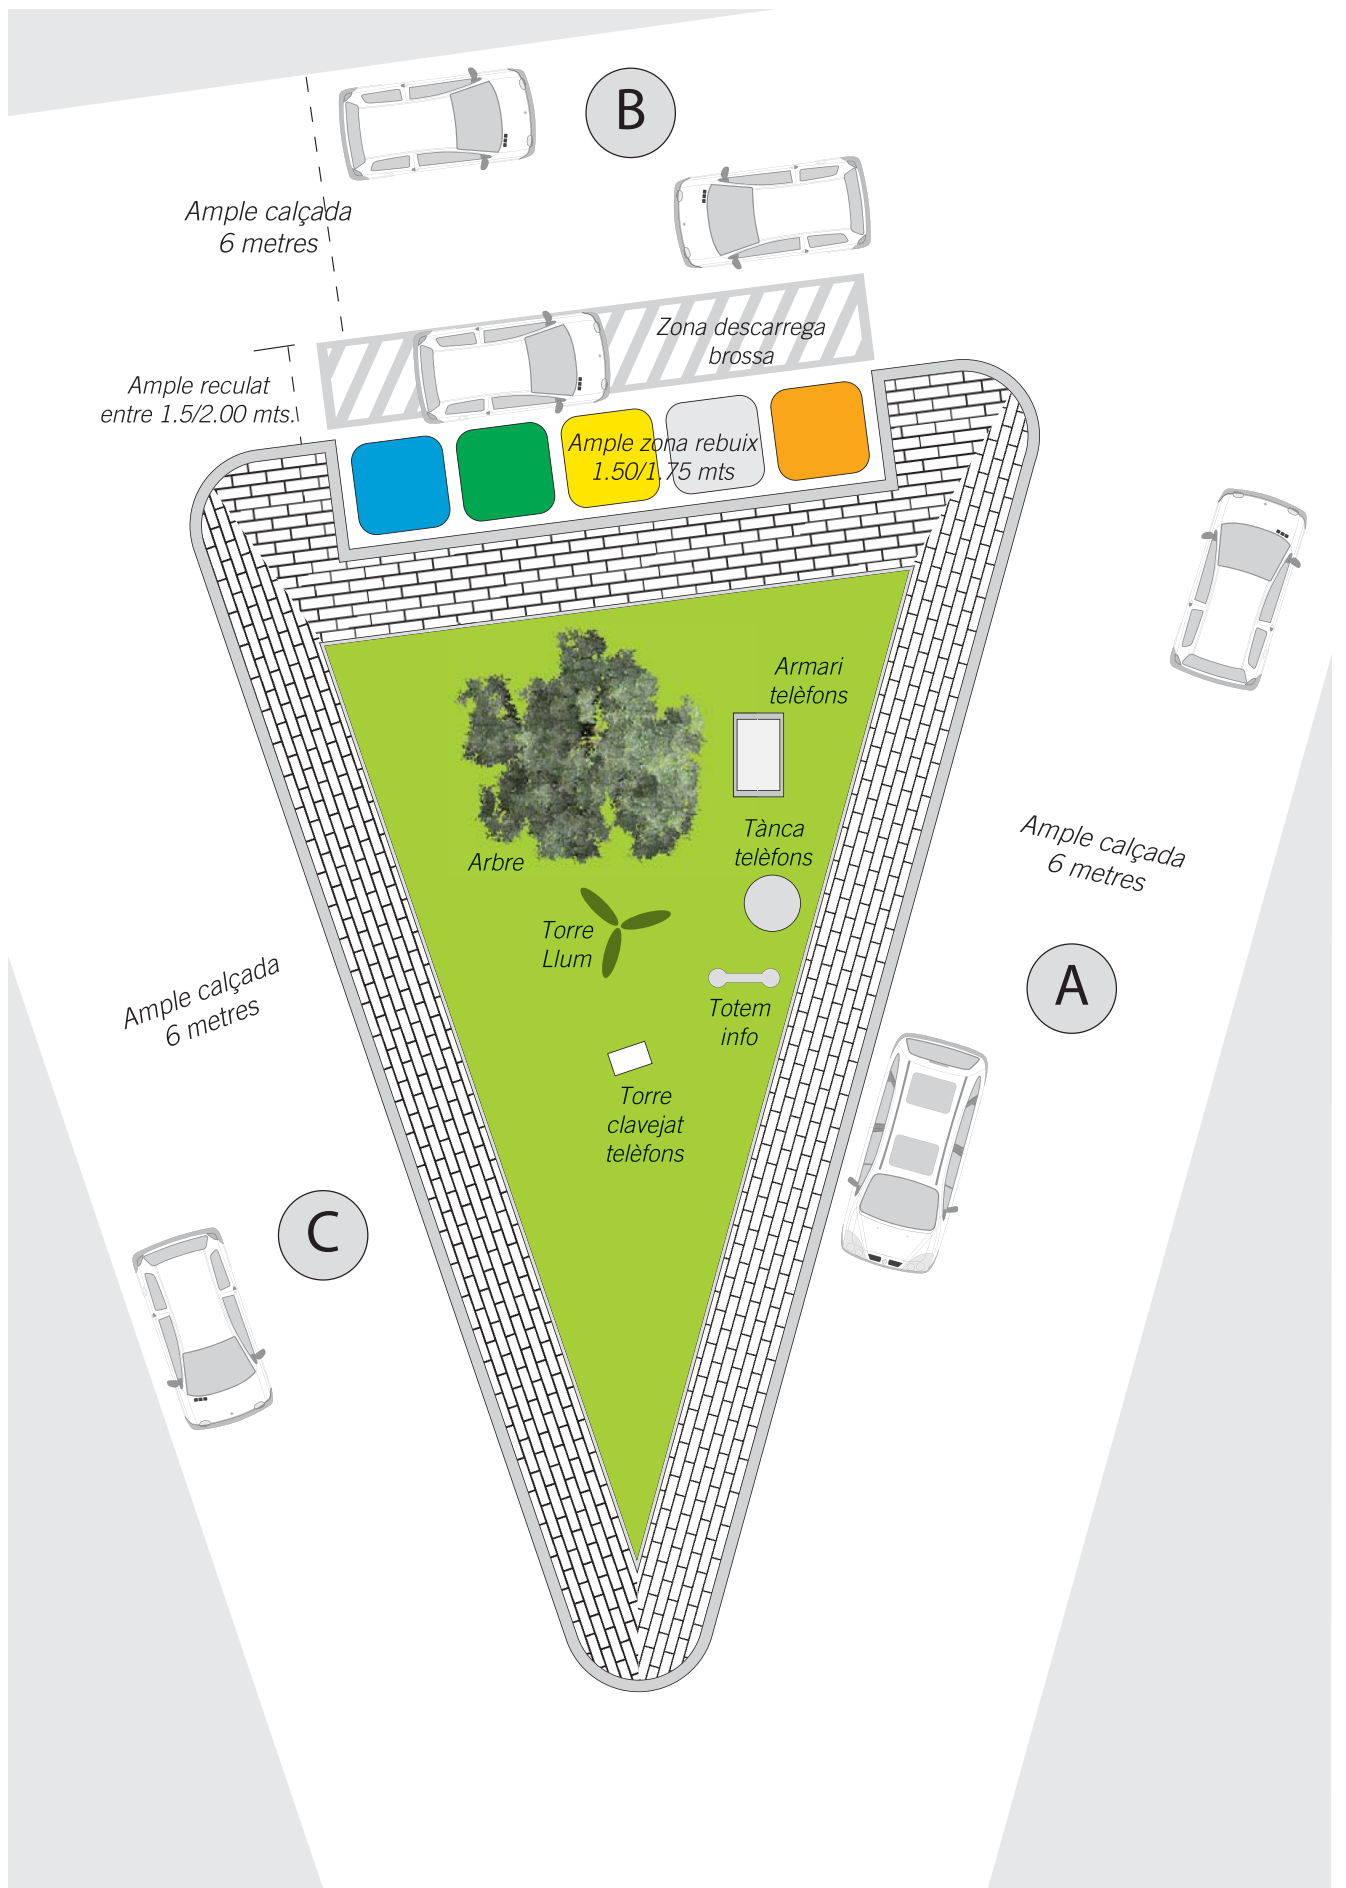 B
Ample calçada
6 metres
Zona descarrega
brossa
Ample reculat
entre 1.5/2.00 mts.
Ample zona rebuix
1.50/1.75 mts
Armari
telèfons
Tànca
telèfons
Arbre
Torre
Llum
Totem
info
Torre
clavejat
telèfons
Ample calçada
6 metres
A
Ample calçada
6 metres
C